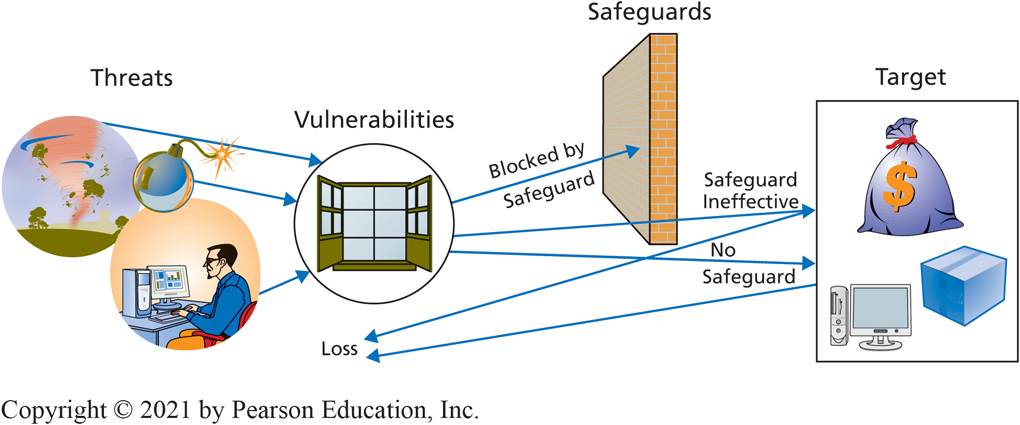 Safeguards
Threats
Target
Vulnerabilities
Blocked by
Safeguard
Safeguard
Ineffective
No
Safeguard
$
Loss
Copyright © 2021 by Pearson Education, Inc.